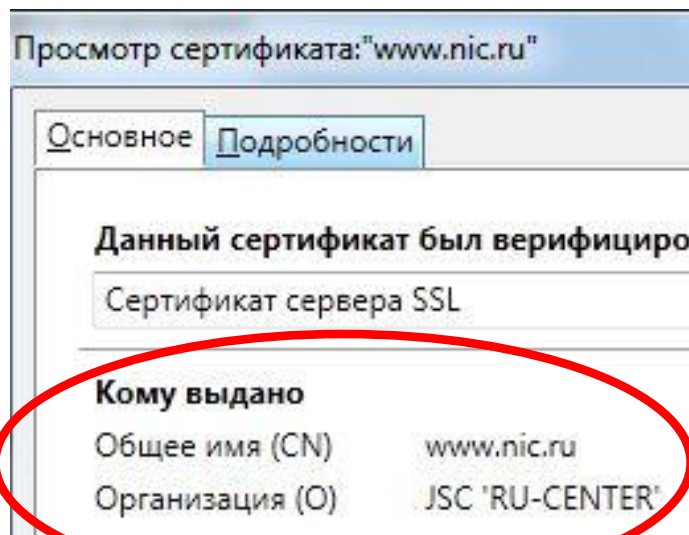 Просмотр сертификата:"www.nic.ru"
Основное Подробности
Данный сертификат был верифициро
Сертификат сервера SSL
Кому выдано
Общее имя (CN) www.nic.ru
Организация (O) JSC 'RU-CENTER'